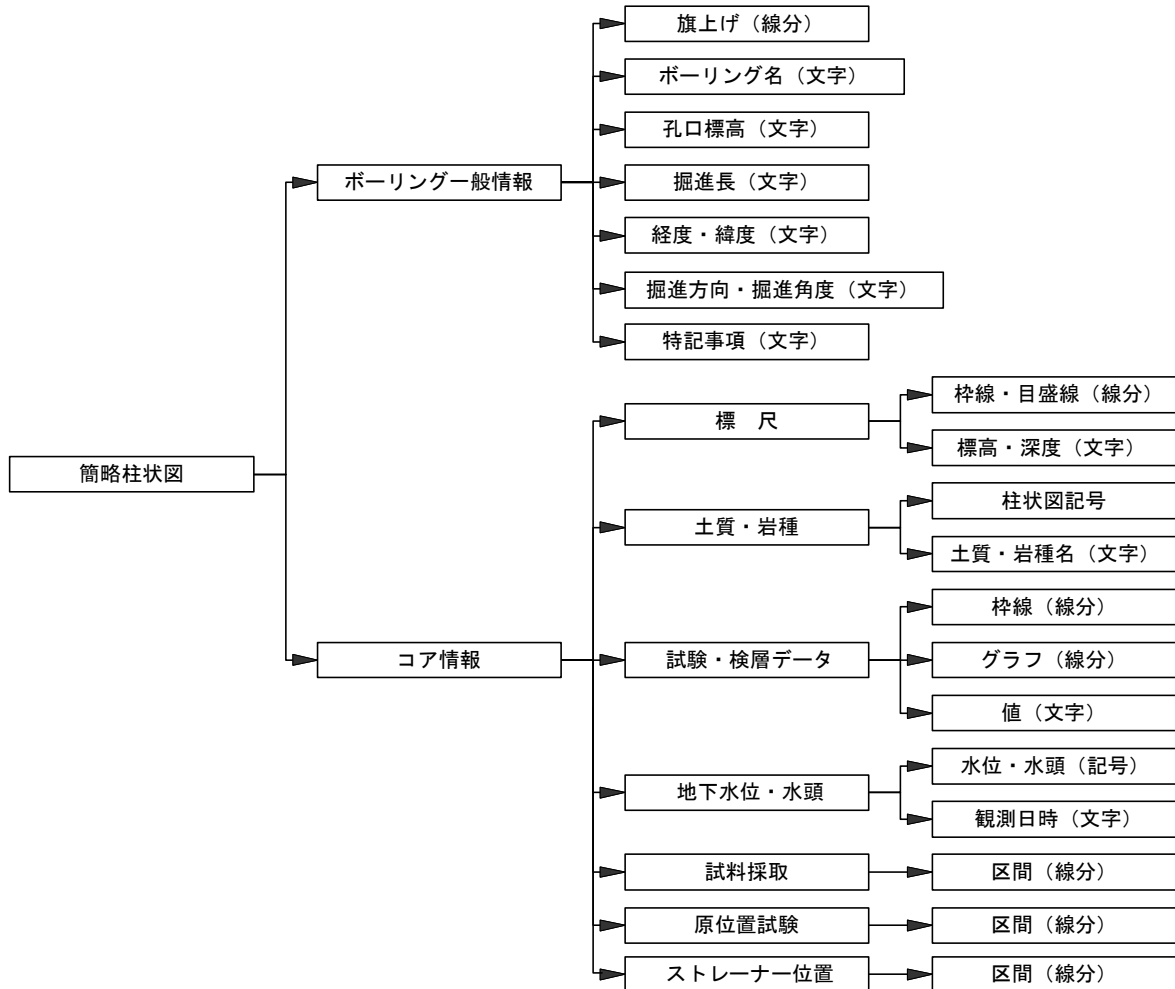 旗上げ（線分）
ボーリング名（文字）
孔口標高（文字）
ボーリング一般情報
掘進長（文字）
経度・緯度（文字）
掘進方向・掘進角度（文字）
特記事項（文字）
簡略柱状図
コア情報
標　尺
枠線・目盛線（線分）
標高・深度（文字）
土質・岩種
柱状図記号
土質・岩種名（文字）
試験・検層データ
枠線（線分）
グラフ（線分）
値（文字）
地下水位・水頭
水位・水頭（記号）
観測日時（文字）
試料採取
区間（線分）
原位置試験
区間（線分）
ストレーナー位置
区間（線分）